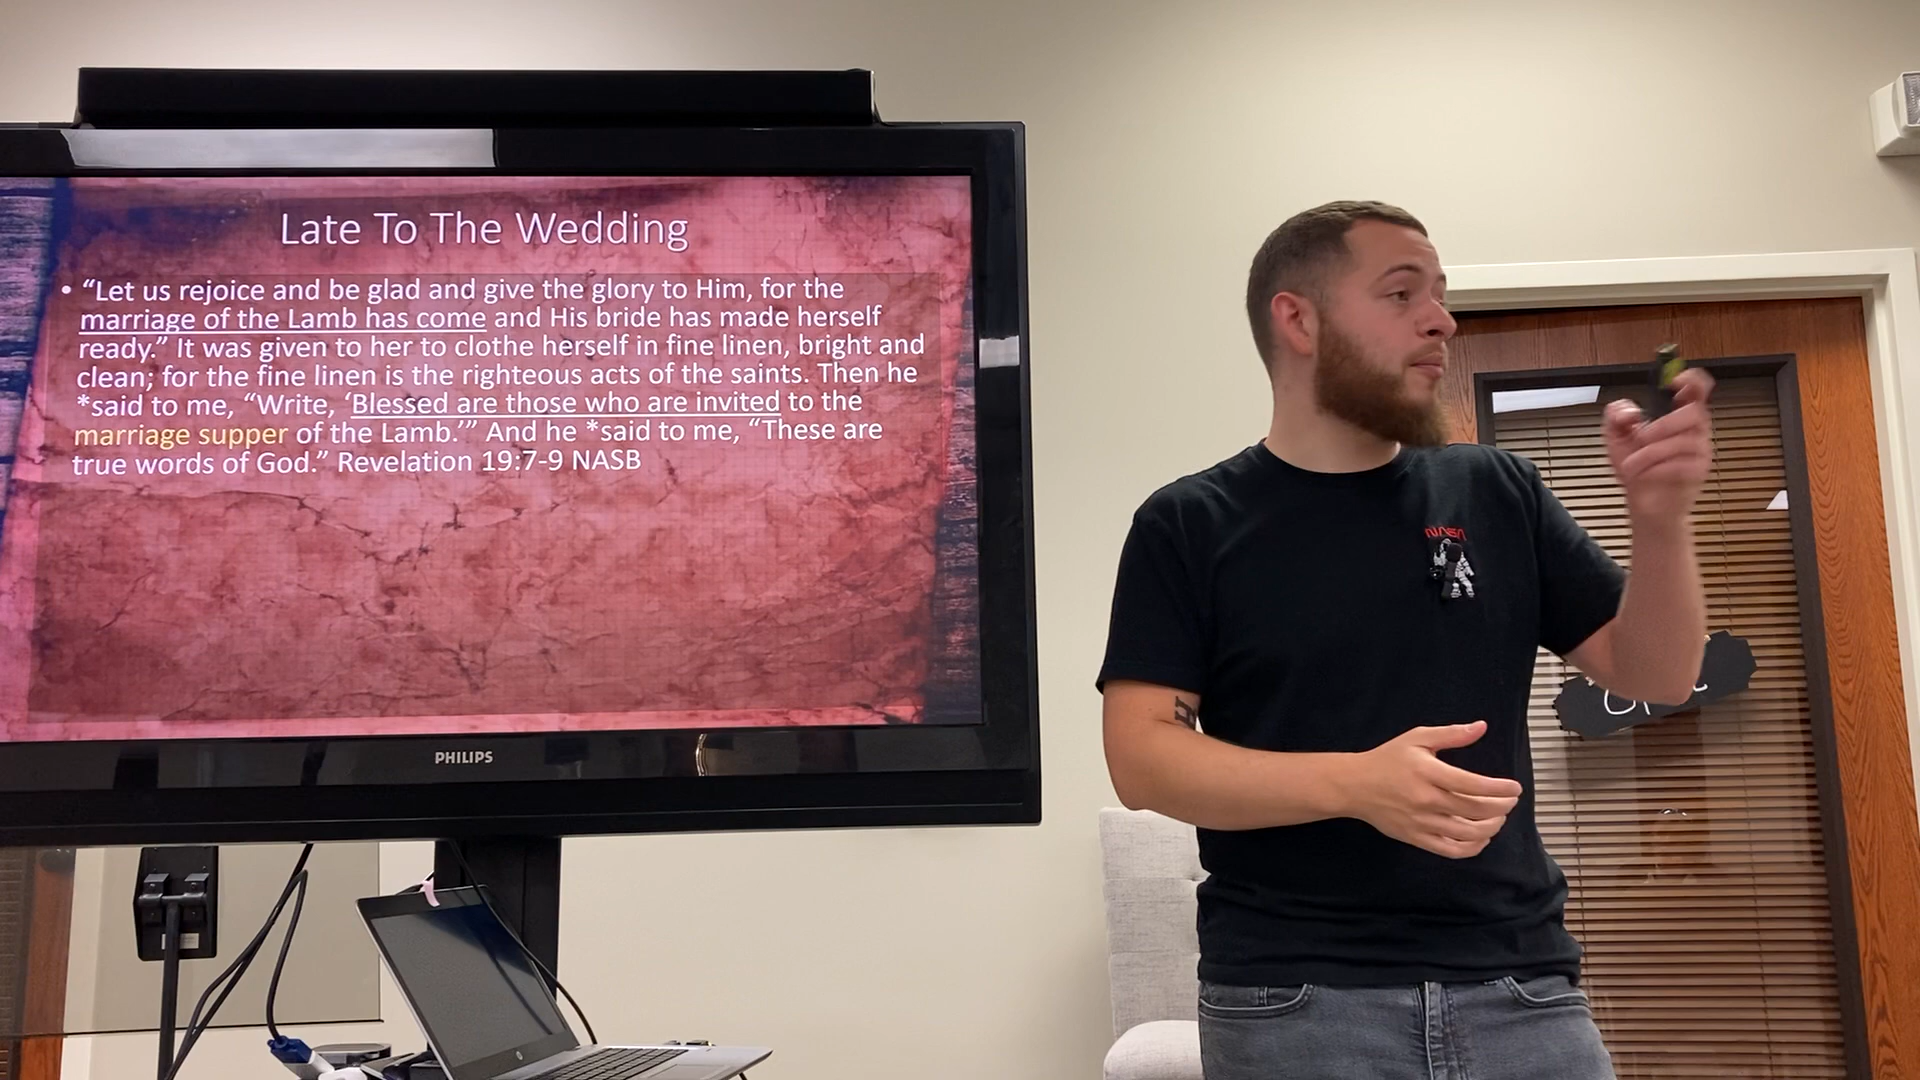 Late To The Wedding
• “Let us rejoice and be glad and give the glory to Him, for the
marriage of the Lamb has come and His bride has made herself
ready.” It was given to her to clothe herself in fine linen, bright and
clean; for the fine linen is the righteous acts of the saints. Then he
*said to me, “Write, ‘Blessed are those who are invited to the
marriage supper of the Lamb.’” And he *said to me, “These are
true words of God.” Revelation 19:7-9 NASB
PHILIPS
NASA